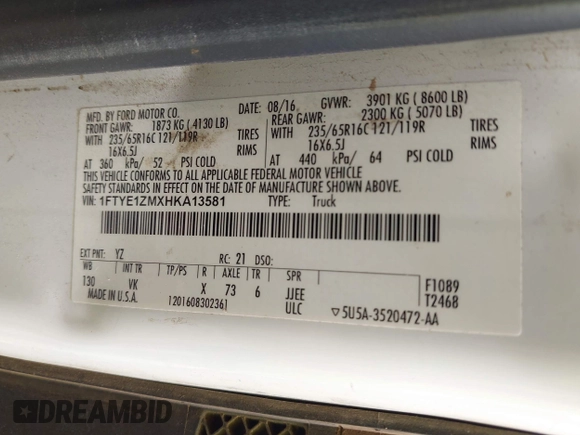 MFD. BY FORD MOTOR CO. 08/16 GVWR: 3901 KG ( 8600 LB)
FRONT GAWR: 1873 KG ( 4130 LB) REAR GAWR: 2300 KG ( 5070 LB)
WITH 235/65R16C 121/119R TIRES 235/65R16C 121/119R TIRES
16X6.5J RIMS 16X6.5J RIMS
AT 360 kPa/ 52 PSI COLD AT 440 kPa/ 64 PSI COLD
THIS VEHICLE CONFORMS TO ALL APPLICABLE FEDERAL MOTOR VEHICLE
SAFETY STANDARDS IN EFFECT ON THE DATE OF MANUFACTURE SHOWN ABOVE.
VIN: 1FTYE1ZMXHKA13581 TYPE: Truck
EXT PNT: YZ RC: 21 DSO:
WB INT TR TP/PS R AXLE TR SPR F1089
130 VK X 73 6 JJEE T2468
MADE IN U.S.A. 120160830236 ULC ▽5U5A-3520472-AA
DREAMBID